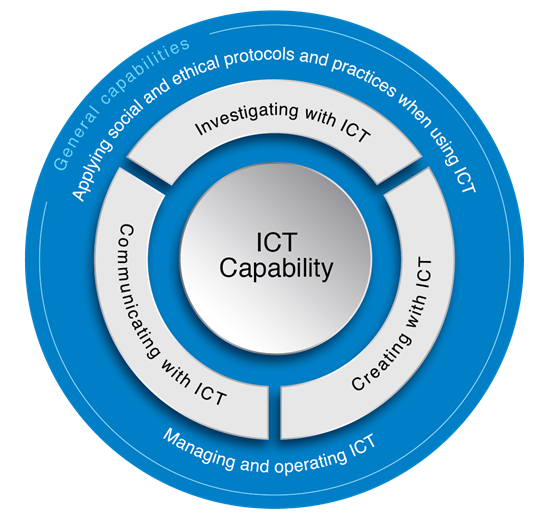 General capabilities
Applying social and ethical protocols and practices when using ICT
Investigating with ICT
ICT
Capability
Communicating with ICT
Creating with ICT
Managing and operating ICT